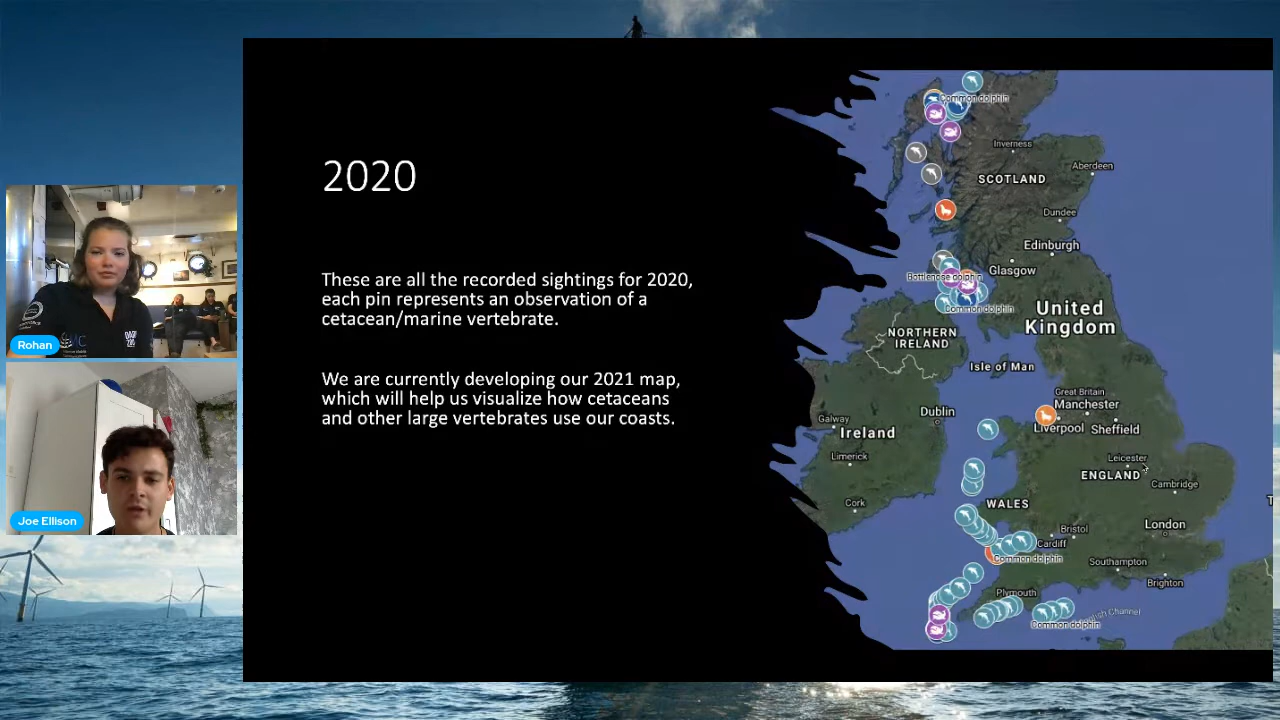 2020
These are all the recorded sightings for 2020,
each pin represents an observation of a
cetacean/marine vertebrate.
We are currently developing our 2021 map,
which will help us visualize how cetaceans
and other large vertebrates use our coasts.
Rohan
Joe Ellison
Common dolphin
Inverness
Aberdeen
SCOTLAND
Dundee
Edinburgh
Glasgow
Bottlenose dolphin
Common dolphin
United
Kingdom
NORTHERN
IRELAND
Isle of Man
Great Britain
Manchester
Dublin
Galway
Liverpool
Sheffield
Ireland
Limerick
Leicester
ENGLAND
Cambridge
WALES
Cork
London
Bristol
Cardiff
Common dolphin
Southampton
Brighton
Plymouth
English Channel
Common dolphin